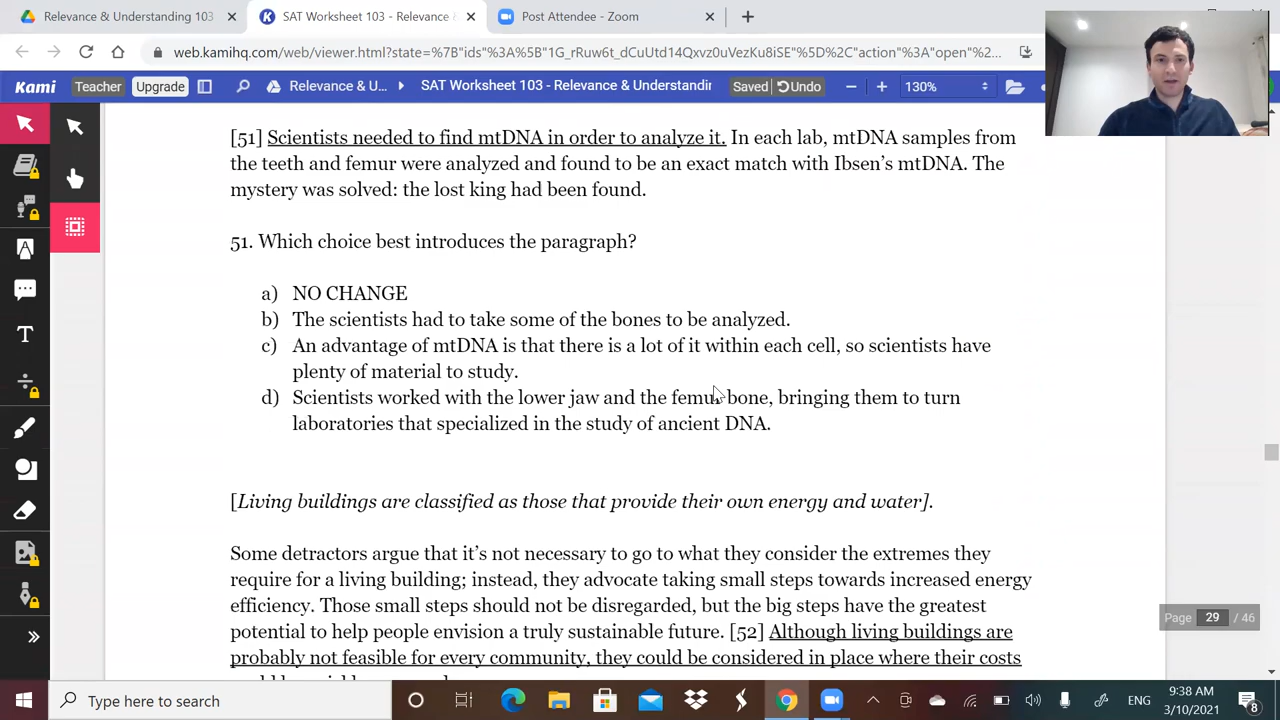 Relevance & Understanding 103
SAT Worksheet 103 - Relevance
Post Attendee - Zoom
web.kamihq.com/web/viewer.html?state=%7B"ids"%3A%5B"1G_rRuw6t_dCuUtd14Qxvz0uVezKu8iSE"%5D%2C"action"%3A"open"%2...
Kami Teacher Upgrade Relevance & U... SAT Worksheet 103 - Relevance & Understandin Saved Undo 130%
[51] Scientists needed to find mtDNA in order to analyze it. In each lab, mtDNA samples from
the teeth and femur were analyzed and found to be an exact match with Ibsen's mtDNA. The
mystery was solved: the lost king had been found.
51. Which choice best introduces the paragraph?
a) NO CHANGE
b) The scientists had to take some of the bones to be analyzed.
c) An advantage of mtDNA is that there is a lot of it within each cell, so scientists have
plenty of material to study.
d) Scientists worked with the lower jaw and the femur bone, bringing them to turn
laboratories that specialized in the study of ancient DNA.
[Living buildings are classified as those that provide their own energy and water].
Some detractors argue that it's not necessary to go to what they consider the extremes they
require for a living building; instead, they advocate taking small steps towards increased energy
efficiency. Those small steps should not be disregarded, but the big steps have the greatest
potential to help people envision a truly sustainable future. [52] Although living buildings are
probably not feasible for every community, they could be considered in place where their costs
Page 29 / 46
Type here to search
ENG
9:38 AM
3/10/2021
8